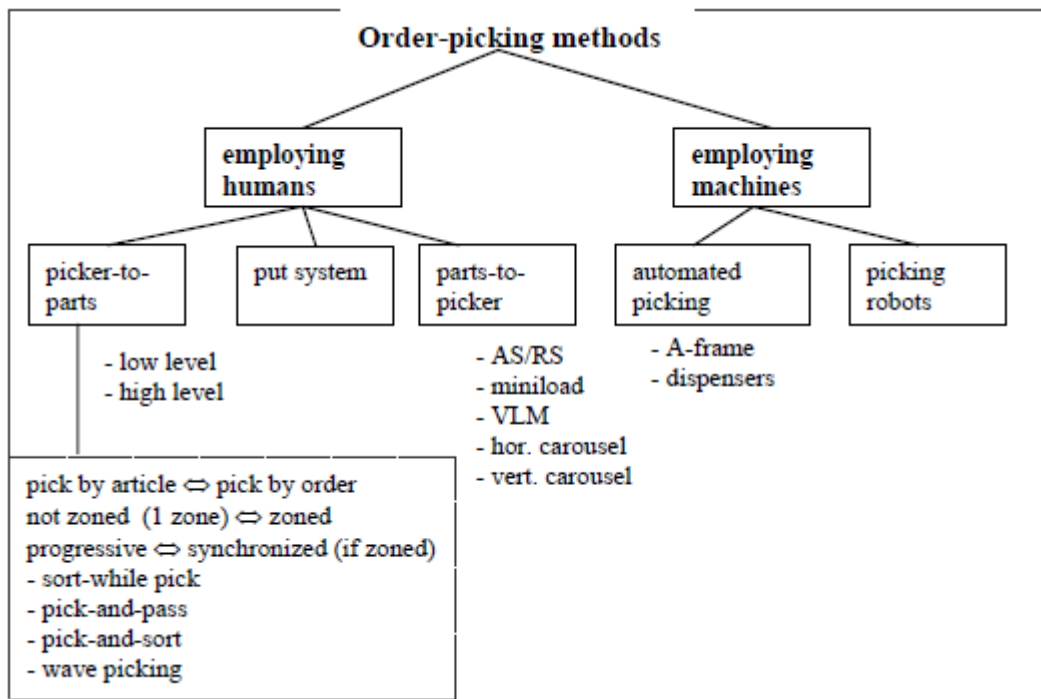 Order-picking methods
employing
humans
employing
machines
picker-to-
parts
put system
parts-to-
picker
automated
picking
picking
robots
- low level
- high level
- AS/RS
- miniload
- VLM
- hor. carousel
- vert. carousel
- A-frame
- dispensers
pick by article ⇔ pick by order
not zoned (1 zone) ⇔ zoned
progressive ⇔ synchronized (if zoned)
- sort-while pick
- pick-and-pass
- pick-and-sort
- wave picking